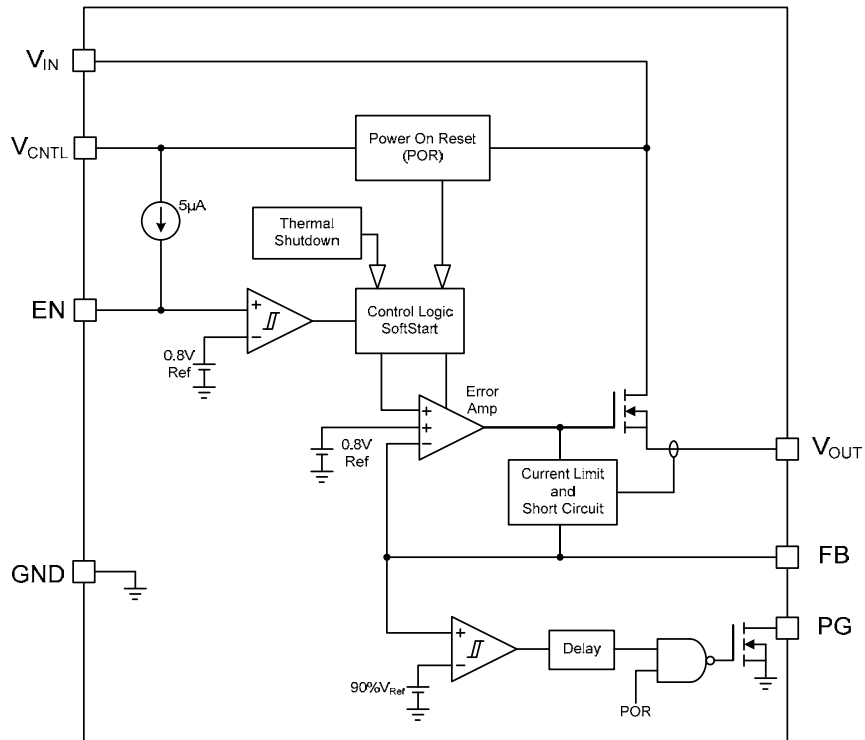 VIN
VCNTL
Power On Reset
(POR)
5µA
Thermal
Shutdown
EN
+
−
Control Logic
SoftStart
0.8V
Ref
Error
Amp
+
+
−
0.8V
Ref
VOUT
Current Limit
and
Short Circuit
GND
FB
PG
+
−
Delay
90%VRef
POR